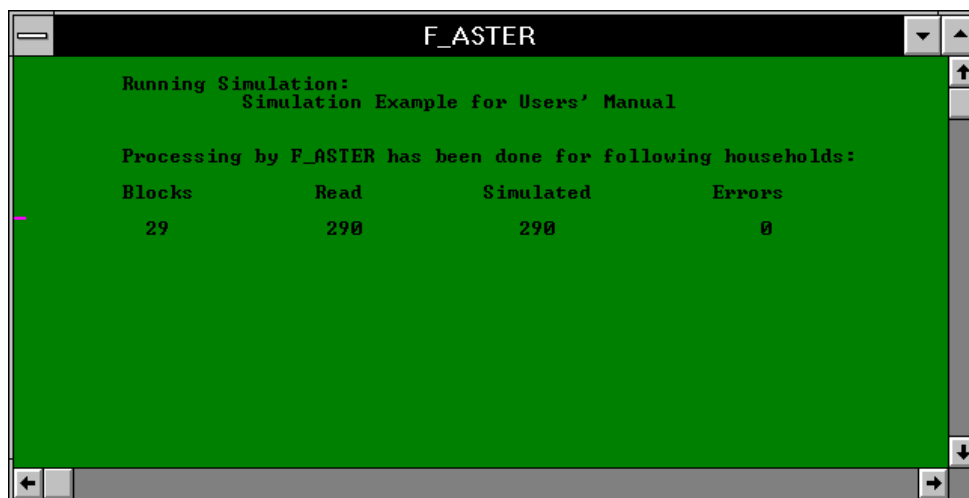 F_ASTER
Running Simulation:
Simulation Example for Users' Manual
Processing by F_ASTER has been done for following households:
Blocks Read Simulated Errors
29 290 290 0